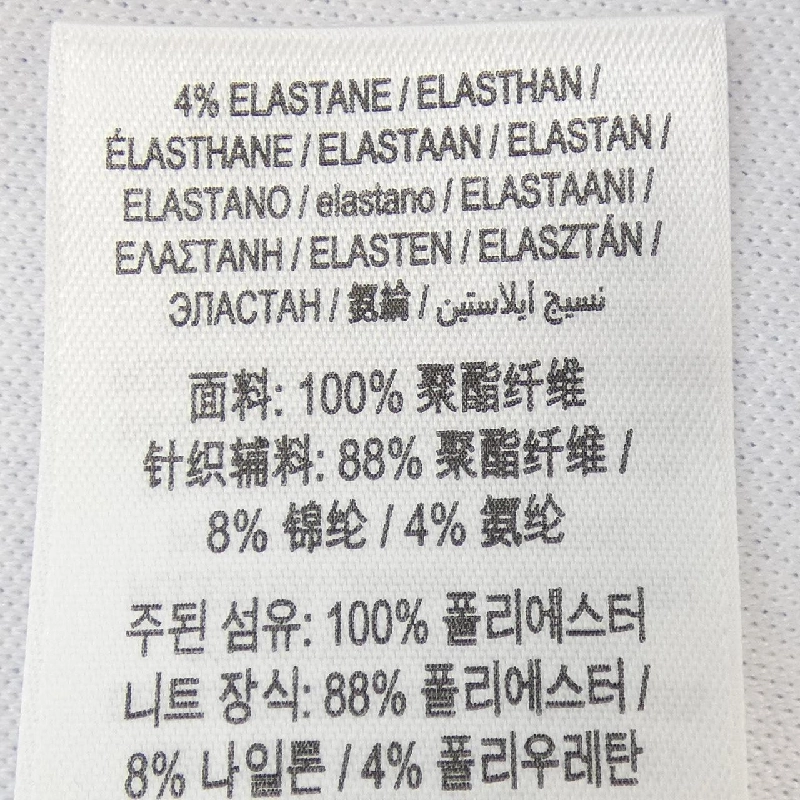 4% ELASTANE / ELASTHAN /
ÉLASTHANE / ELASTAAN / ELASTAN /
ELASTANO / elastano / ELASTAANI /
ΕΛΑΣΤΑΝΗ / ELASTEN / ELASZTÁN /
ЭЛАСТАН / 氨綸 / نسيج ايلاستين
面料: 100% 聚酯纤维
针织辅料: 88% 聚酯纤维 /
8% 锦纶 / 4% 氨纶
주된 섬유: 100% 폴리에스터
니트 장식: 88% 폴리에스터 /
8% 나일론 / 4% 폴리우레탄